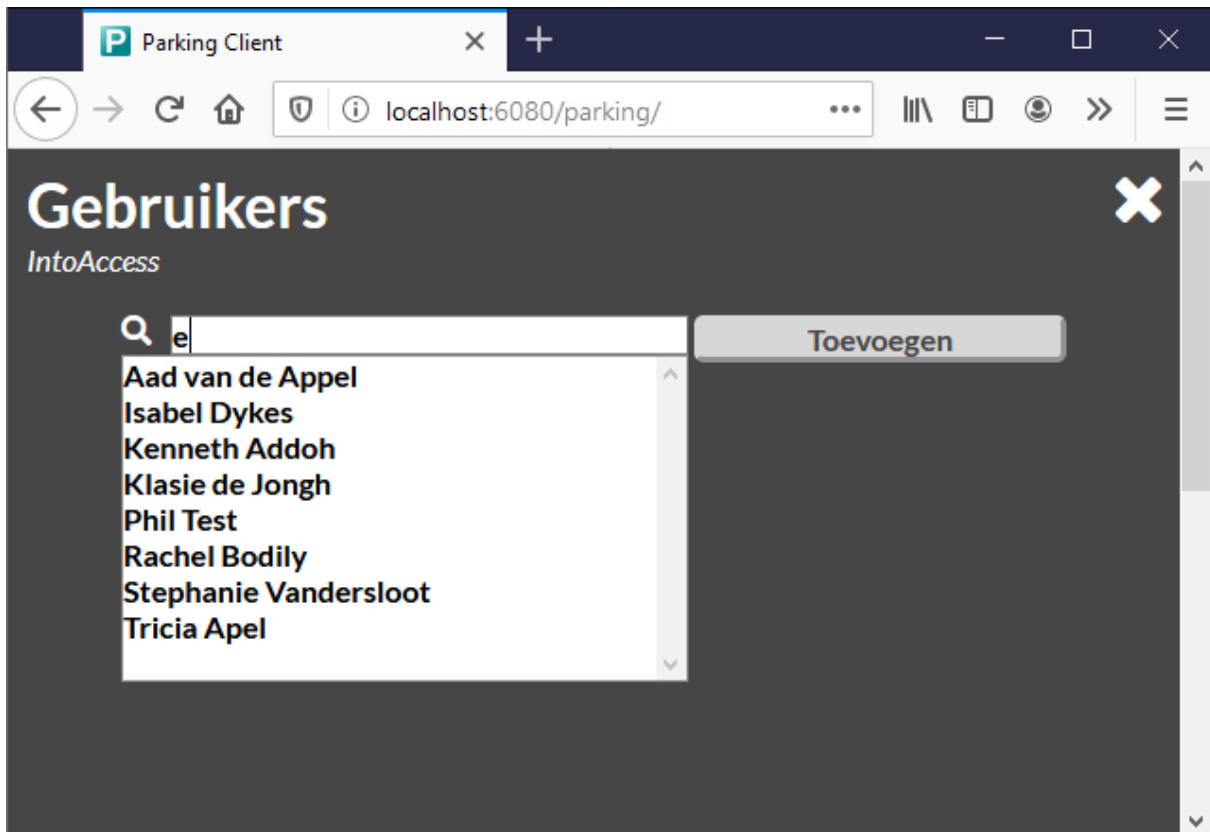 P Parking Client
localhost:6080/parking/
Gebruikers
IntoAccess
e
Toevoegen
Aad van de Appel
Isabel Dykes
Kenneth Addoh
Klasie de Jongh
Phil Test
Rachel Bodily
Stephanie Vandersloot
Tricia Apel